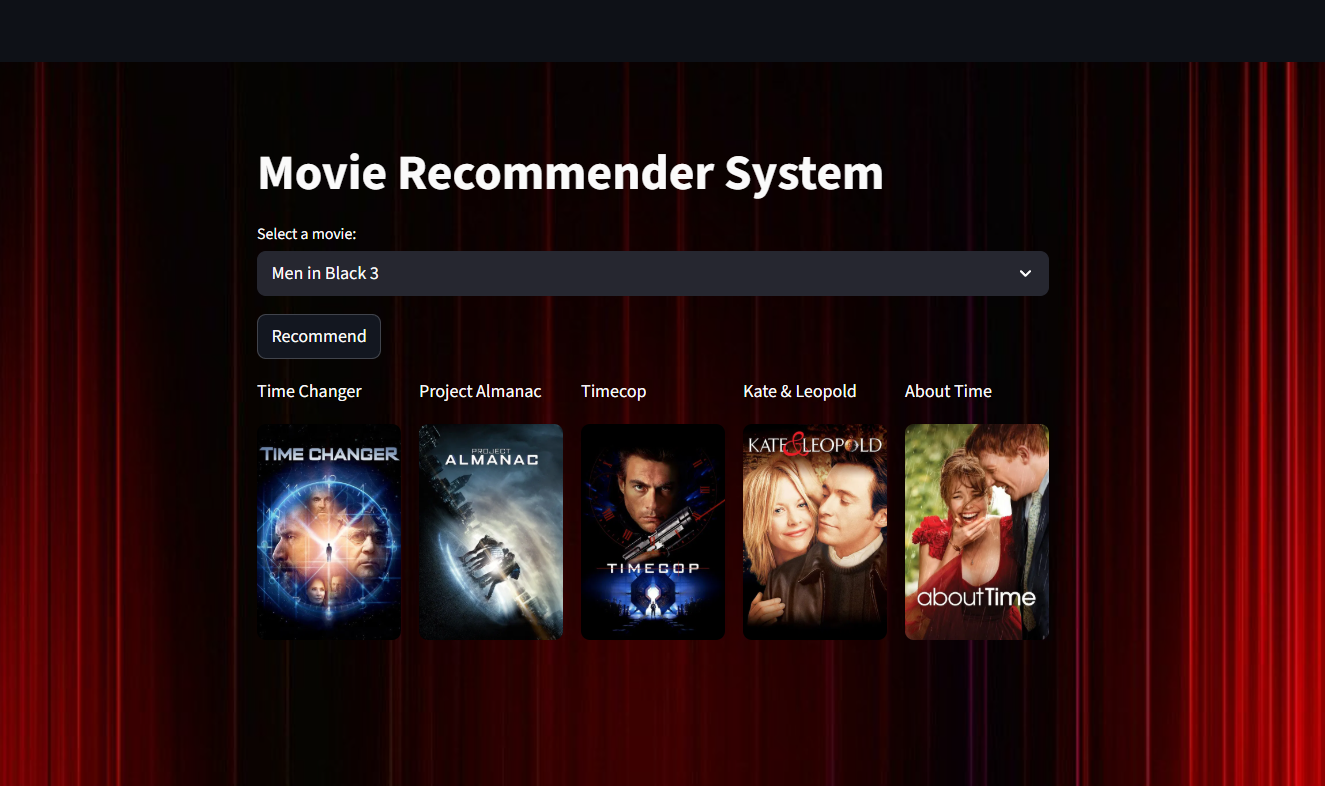 Movie Recommender System
Select a movie:
Men in Black 3
Recommend
Time Changer
Project Almanac
Timecop
Kate & Leopold
About Time
TIME CHANGER
PROJECT
ALMANAC
TIMECOP
KATE & LEOPOLD
aboutTime